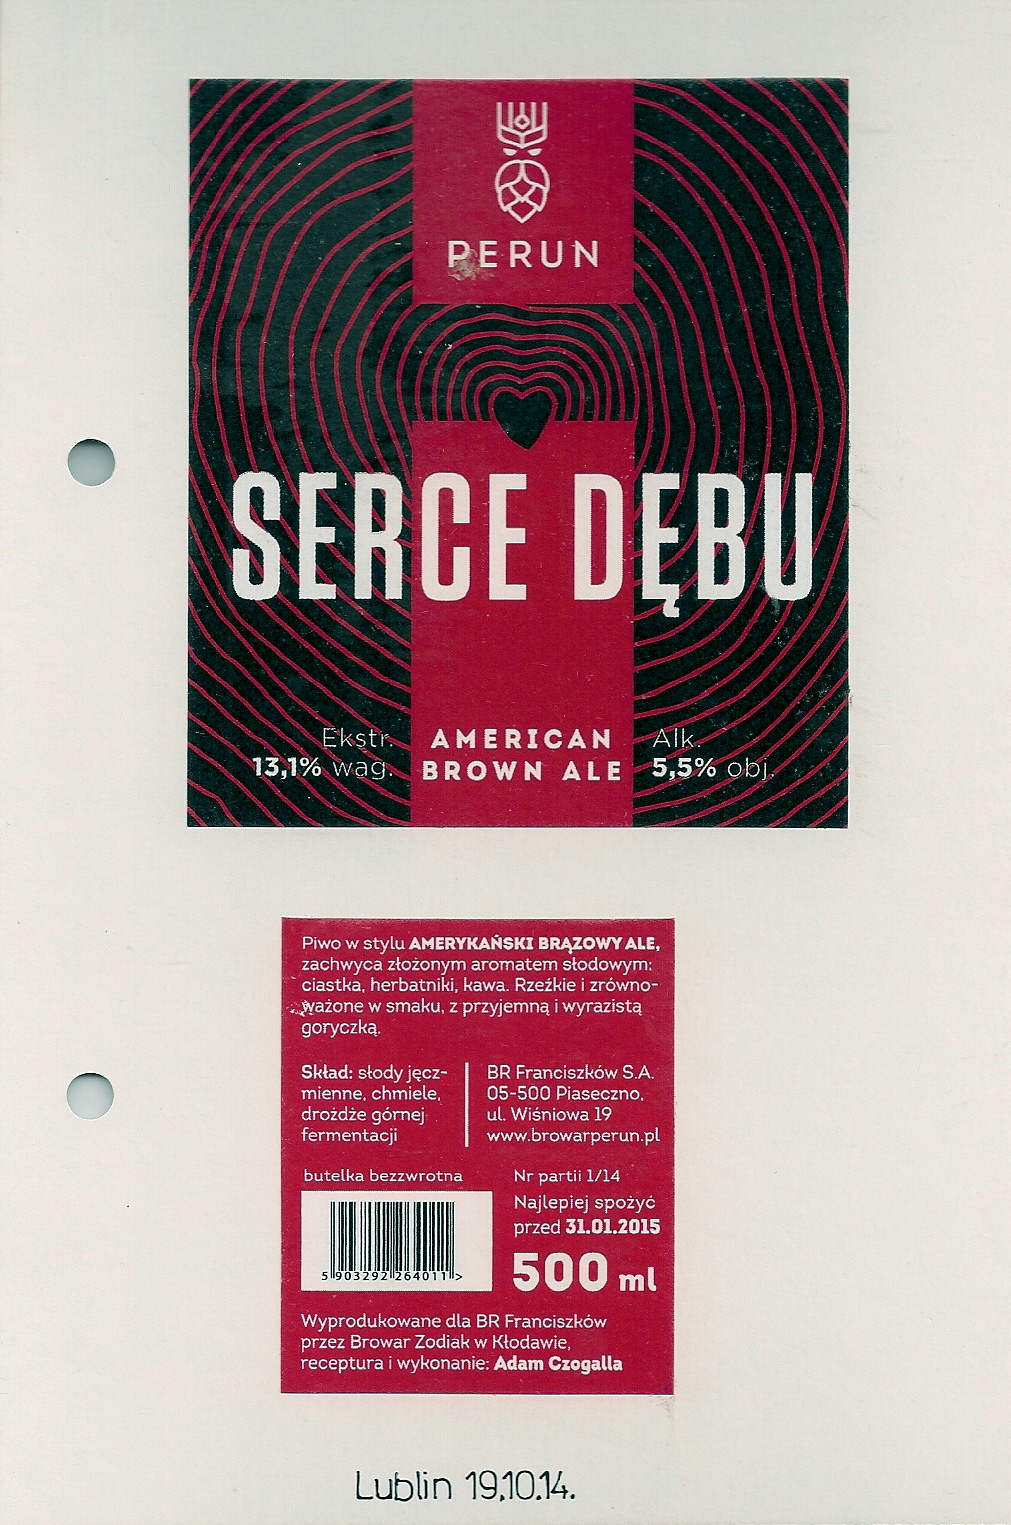 PERUN
SERCE DĘBU
Ekstr.
13,1% wag.
AMERICAN
BROWN ALE
Alk.
5,5% obj.
Piwo w stylu AMERYKAŃSKI BRĄZOWY ALE,
zachwyca złożonym aromatem słodowym:
ciastka, herbatniki, kawa. Rzeźkie i zrówno-
ważone w smaku, z przyjemną i wyrazistą
goryczką.
Skład: słody jęcz-
mienne, chmiele,
drożdże górnej
fermentacji
BR Franciszków S.A.
05-500 Piaseczno,
ul. Wiśniowa 19
www.browarperun.pl
butelka bezzwrotna
5 903292 264011 >
Nr partii 1/14
Najlepiej spożyć
przed 31.01.2015
500 ml
Wyprodukowane dla BR Franciszków
przez Browar Zodiak w Kłodawie,
receptura i wykonanie: Adam Czogalla
Lublin 19.10.14.